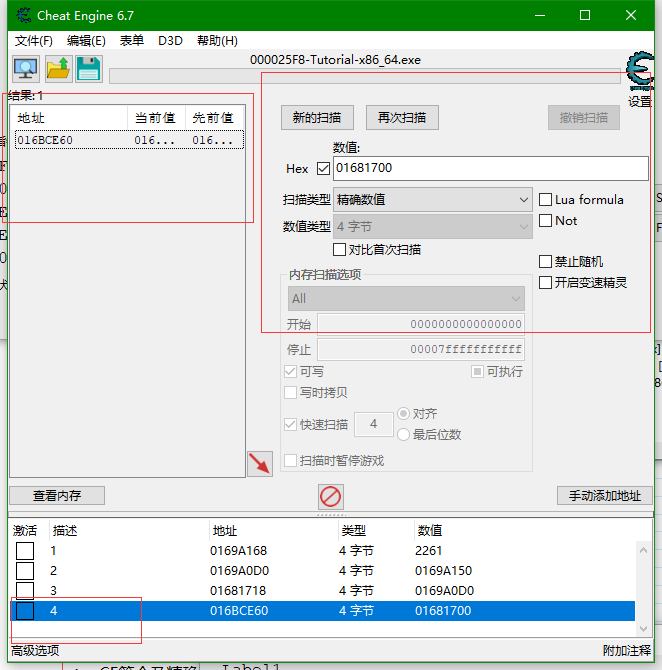 Cheat Engine 6.7
文件(F) 编辑(E) 表单 D3D 帮助(H)
000025F8-Tutorial-x86_64.exe
设置
结果: 1
地址 当前值 先前值
016BCE60 016... 016...
新的扫描 再次扫描 撤销扫描
数值:
Hex 01681700
扫描类型 精确数值 Lua formula
数值类型 4 字节 Not
对比首次扫描
禁止随机
开启变速精灵
内存扫描选项
All
开始 0000000000000000
停止 00007fffffffffff
可写 可执行
写时拷贝
快速扫描 4 对齐
最后位数
扫描时暂停游戏
查看内存 手动添加地址
激活 描述 地址 类型 数值
1 0169A168 4 字节 2261
2 0169A0D0 4 字节 0169A150
3 01681718 4 字节 0169A0D0
4 016BCE60 4 字节 01681700
高级选项 附加注释